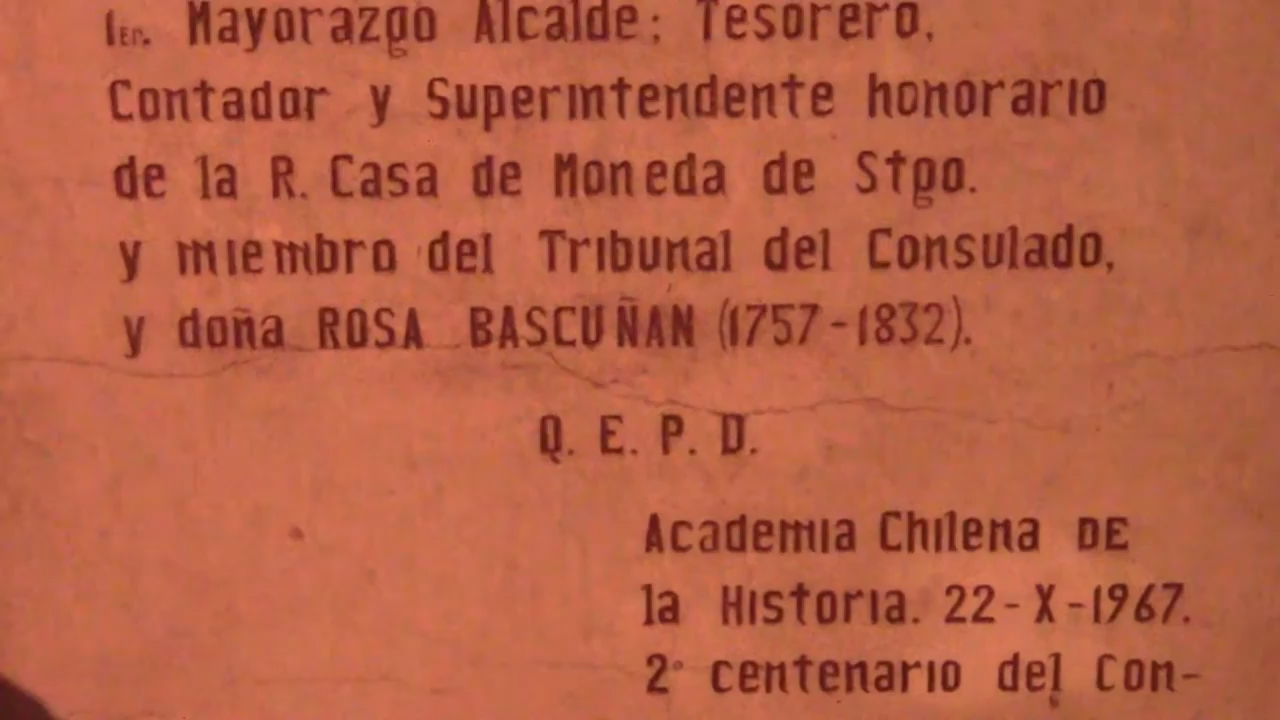 1er. Mayorazgo Alcalde; Tesorero,
Contador y Superintendente honorario
de la R. Casa de Moneda de Stgo.
y miembro del Tribunal del Consulado,
y doña ROSA BASCUÑAN (1757-1832).
Q. E. P. D.
Academia Chilena DE
la Historia. 22-X-1967.
2° centenario del Con-